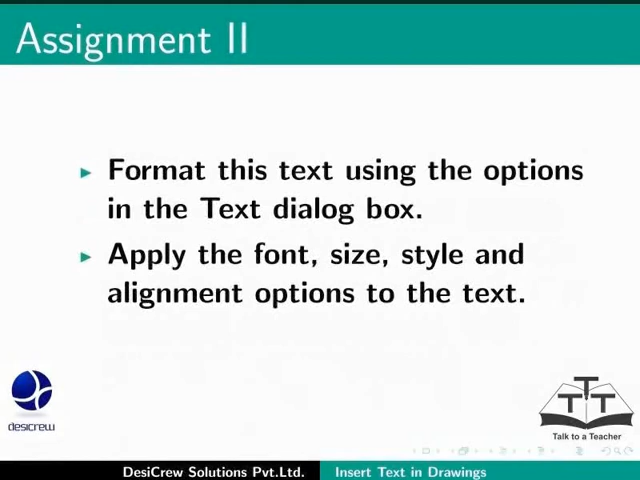 Assignment II
Format this text using the options
in the Text dialog box.
Apply the font, size, style and
alignment options to the text.
desicrew
TTT
Talk to a Teacher
DesiCrew Solutions Pvt.Ltd.
Insert Text in Drawings